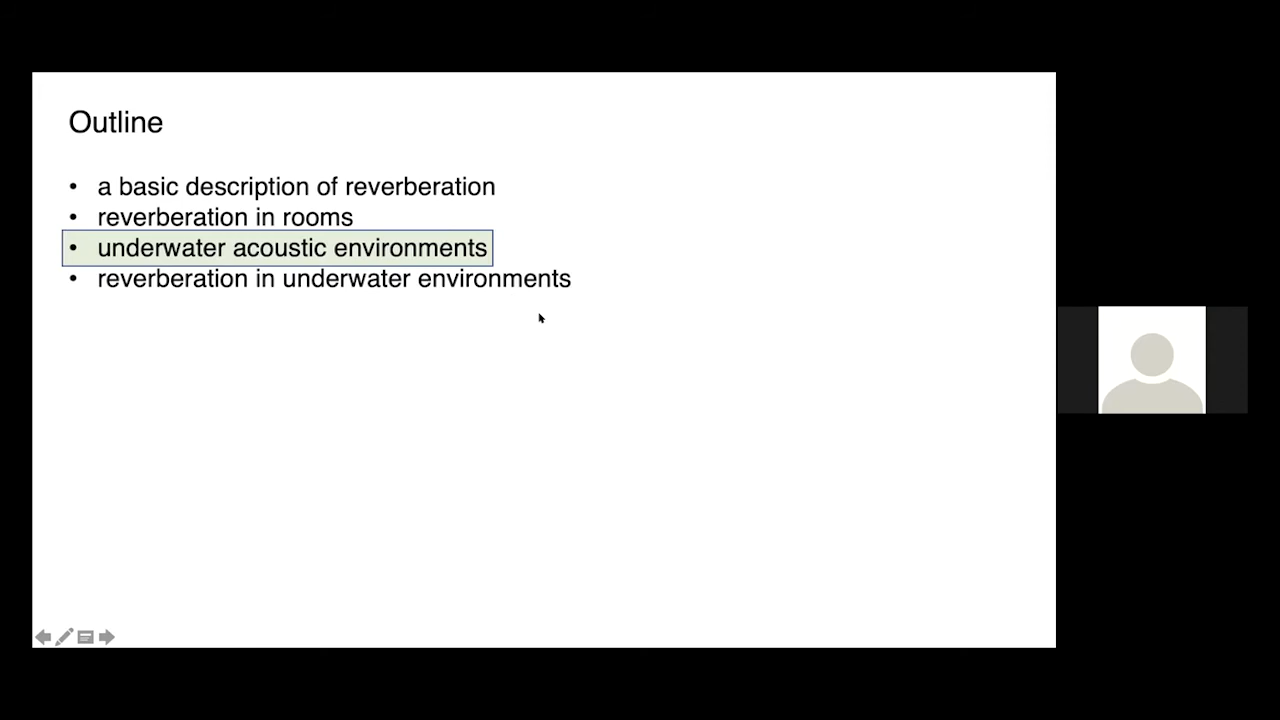 Outline
• a basic description of reverberation
• reverberation in rooms
• underwater acoustic environments
• reverberation in underwater environments